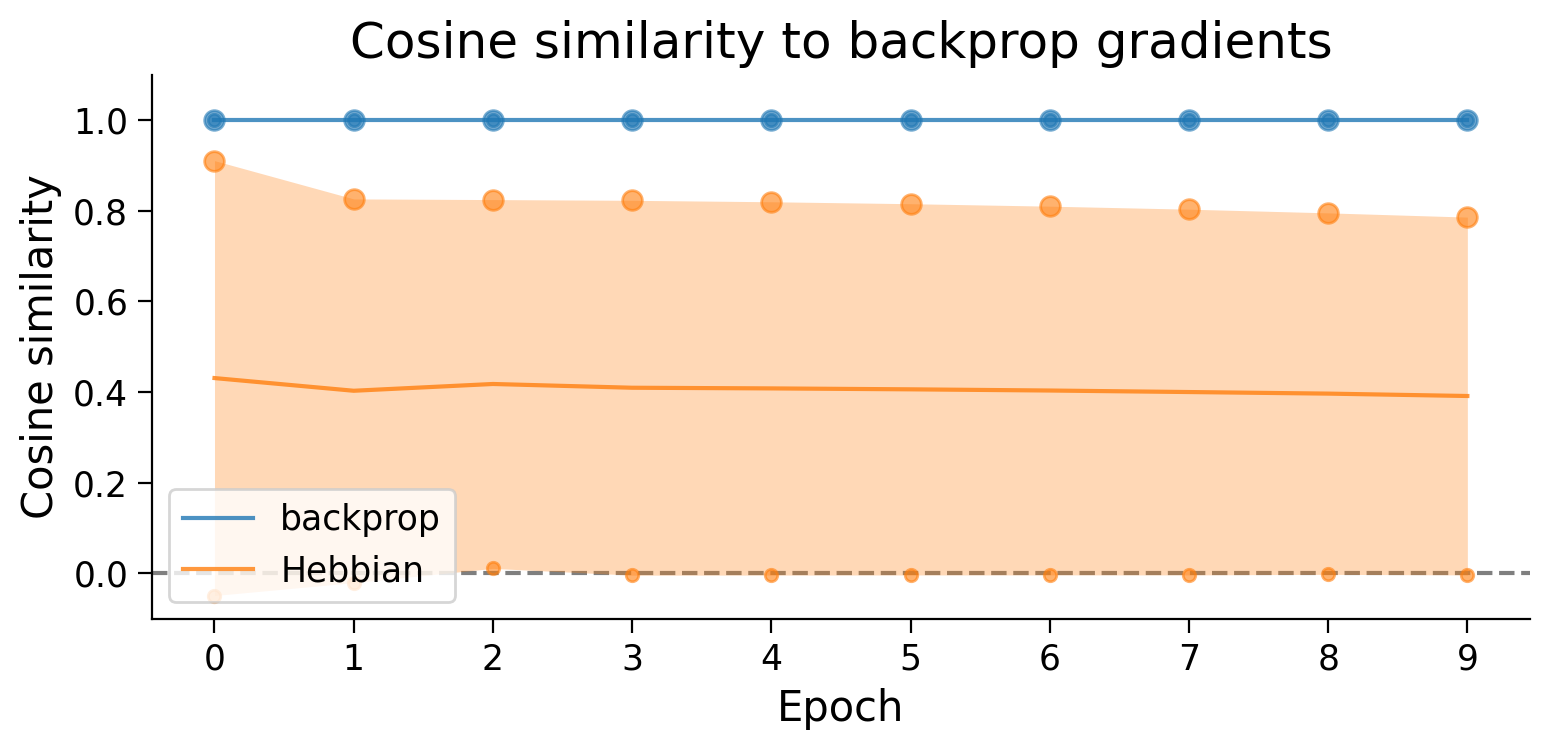 Cosine similarity to backprop gradients
Cosine similarity
1.0
0.8
0.6
0.4
0.2
0.0
backprop
Hebbian
0 1 2 3 4 5 6 7 8 9
Epoch